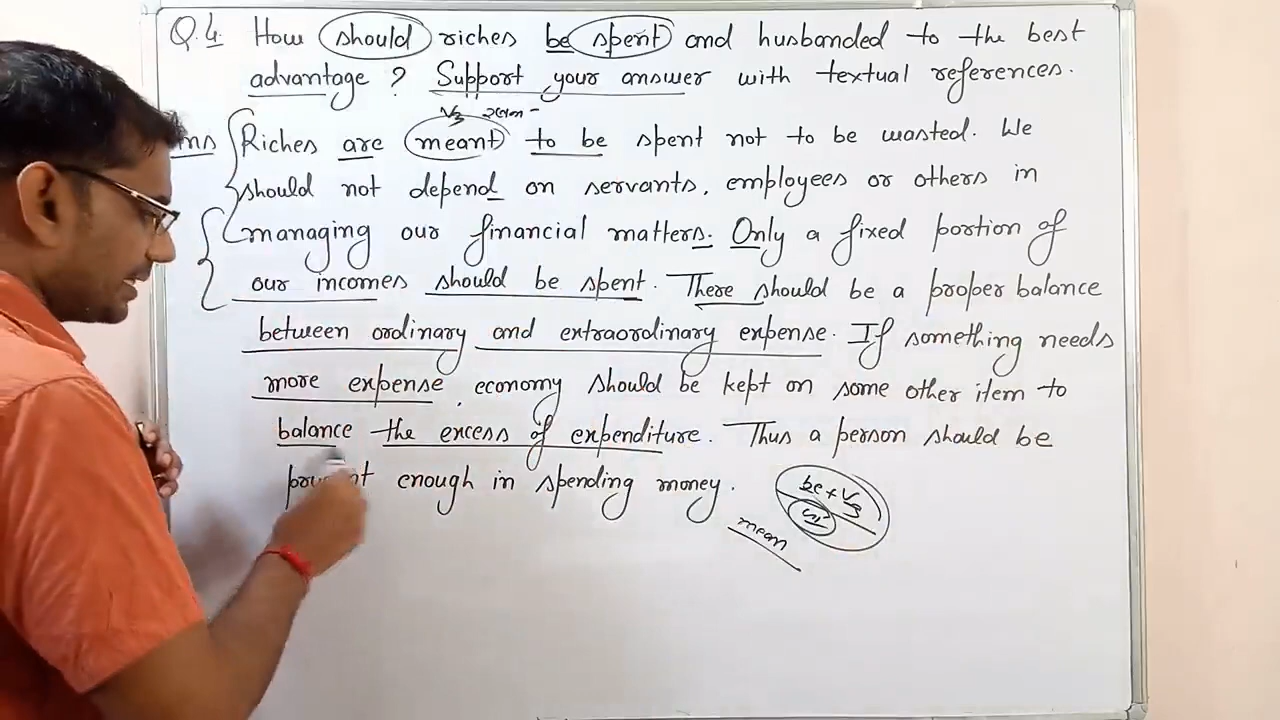 Q.4 How should riches be spent and husbanded to the best
advantage ? Support your answer with textual references.
V3
Ans Riches are meant to be spent not to be wasted. We
should not depend on servants, employees or others in
managing our financial matters. Only a fixed portion of
our incomes should be spent. There should be a proper balance
between ordinary and extraordinary expense. If something needs
more expense, economy should be kept on some other item to
balance the excess of expenditure. Thus a person should be
enough in spending money.
be + V3
mean